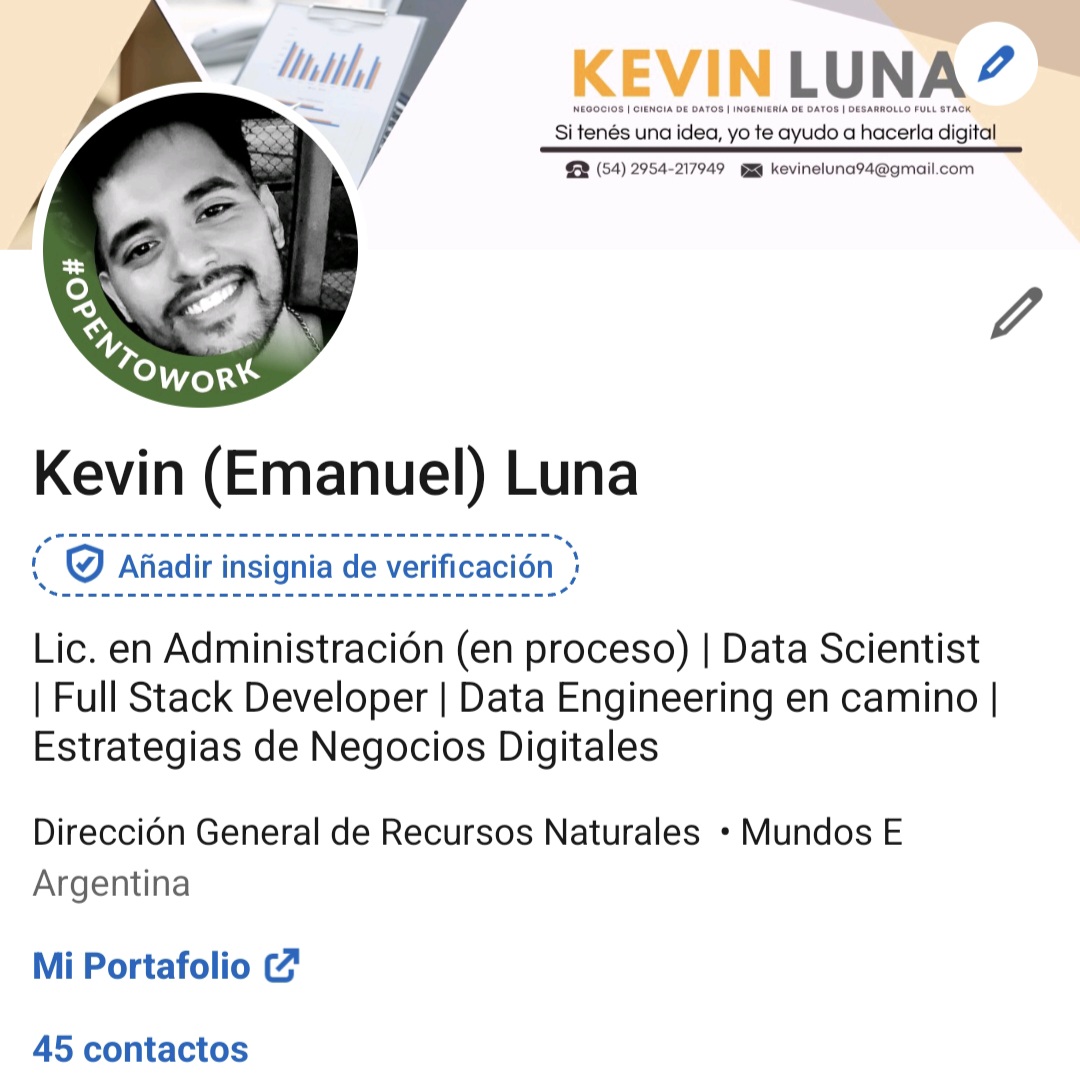 KEVIN LUNA
NEGOCIOS | CIENCIA DE DATOS | INGENIERÍA DE DATOS | DESARROLLO FULL STACK
Si tenés una idea, yo te ayudo a hacerla digital
(54) 2954-217949 kevineluna94@gmail.com
#OPENTOWORK
Kevin (Emanuel) Luna
Añadir insignia de verificación
Lic. en Administración (en proceso) | Data Scientist
| Full Stack Developer | Data Engineering en camino |
Estrategias de Negocios Digitales
Dirección General de Recursos Naturales • Mundos E
Argentina
Mi Portafolio
45 contactos